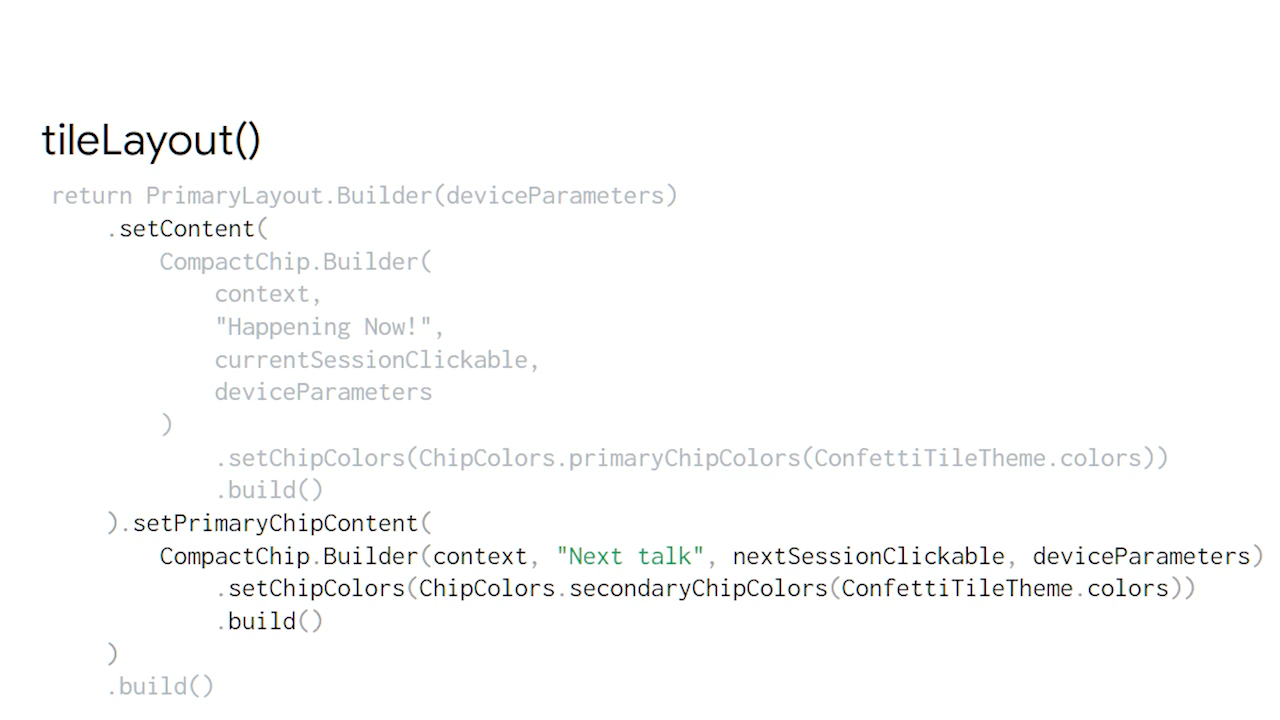 tileLayout()
return PrimaryLayout.Builder(deviceParameters)
.setContent(
CompactChip.Builder(
context,
"Happening Now!",
currentSessionClickable,
deviceParameters
)
.setChipColors(ChipColors.primaryChipColors(ConfettiTileTheme.colors))
.build()
).setPrimaryChipContent(
CompactChip.Builder(context, "Next talk", nextSessionClickable, deviceParameters)
.setChipColors(ChipColors.secondaryChipColors(ConfettiTileTheme.colors))
.build()
)
.build()